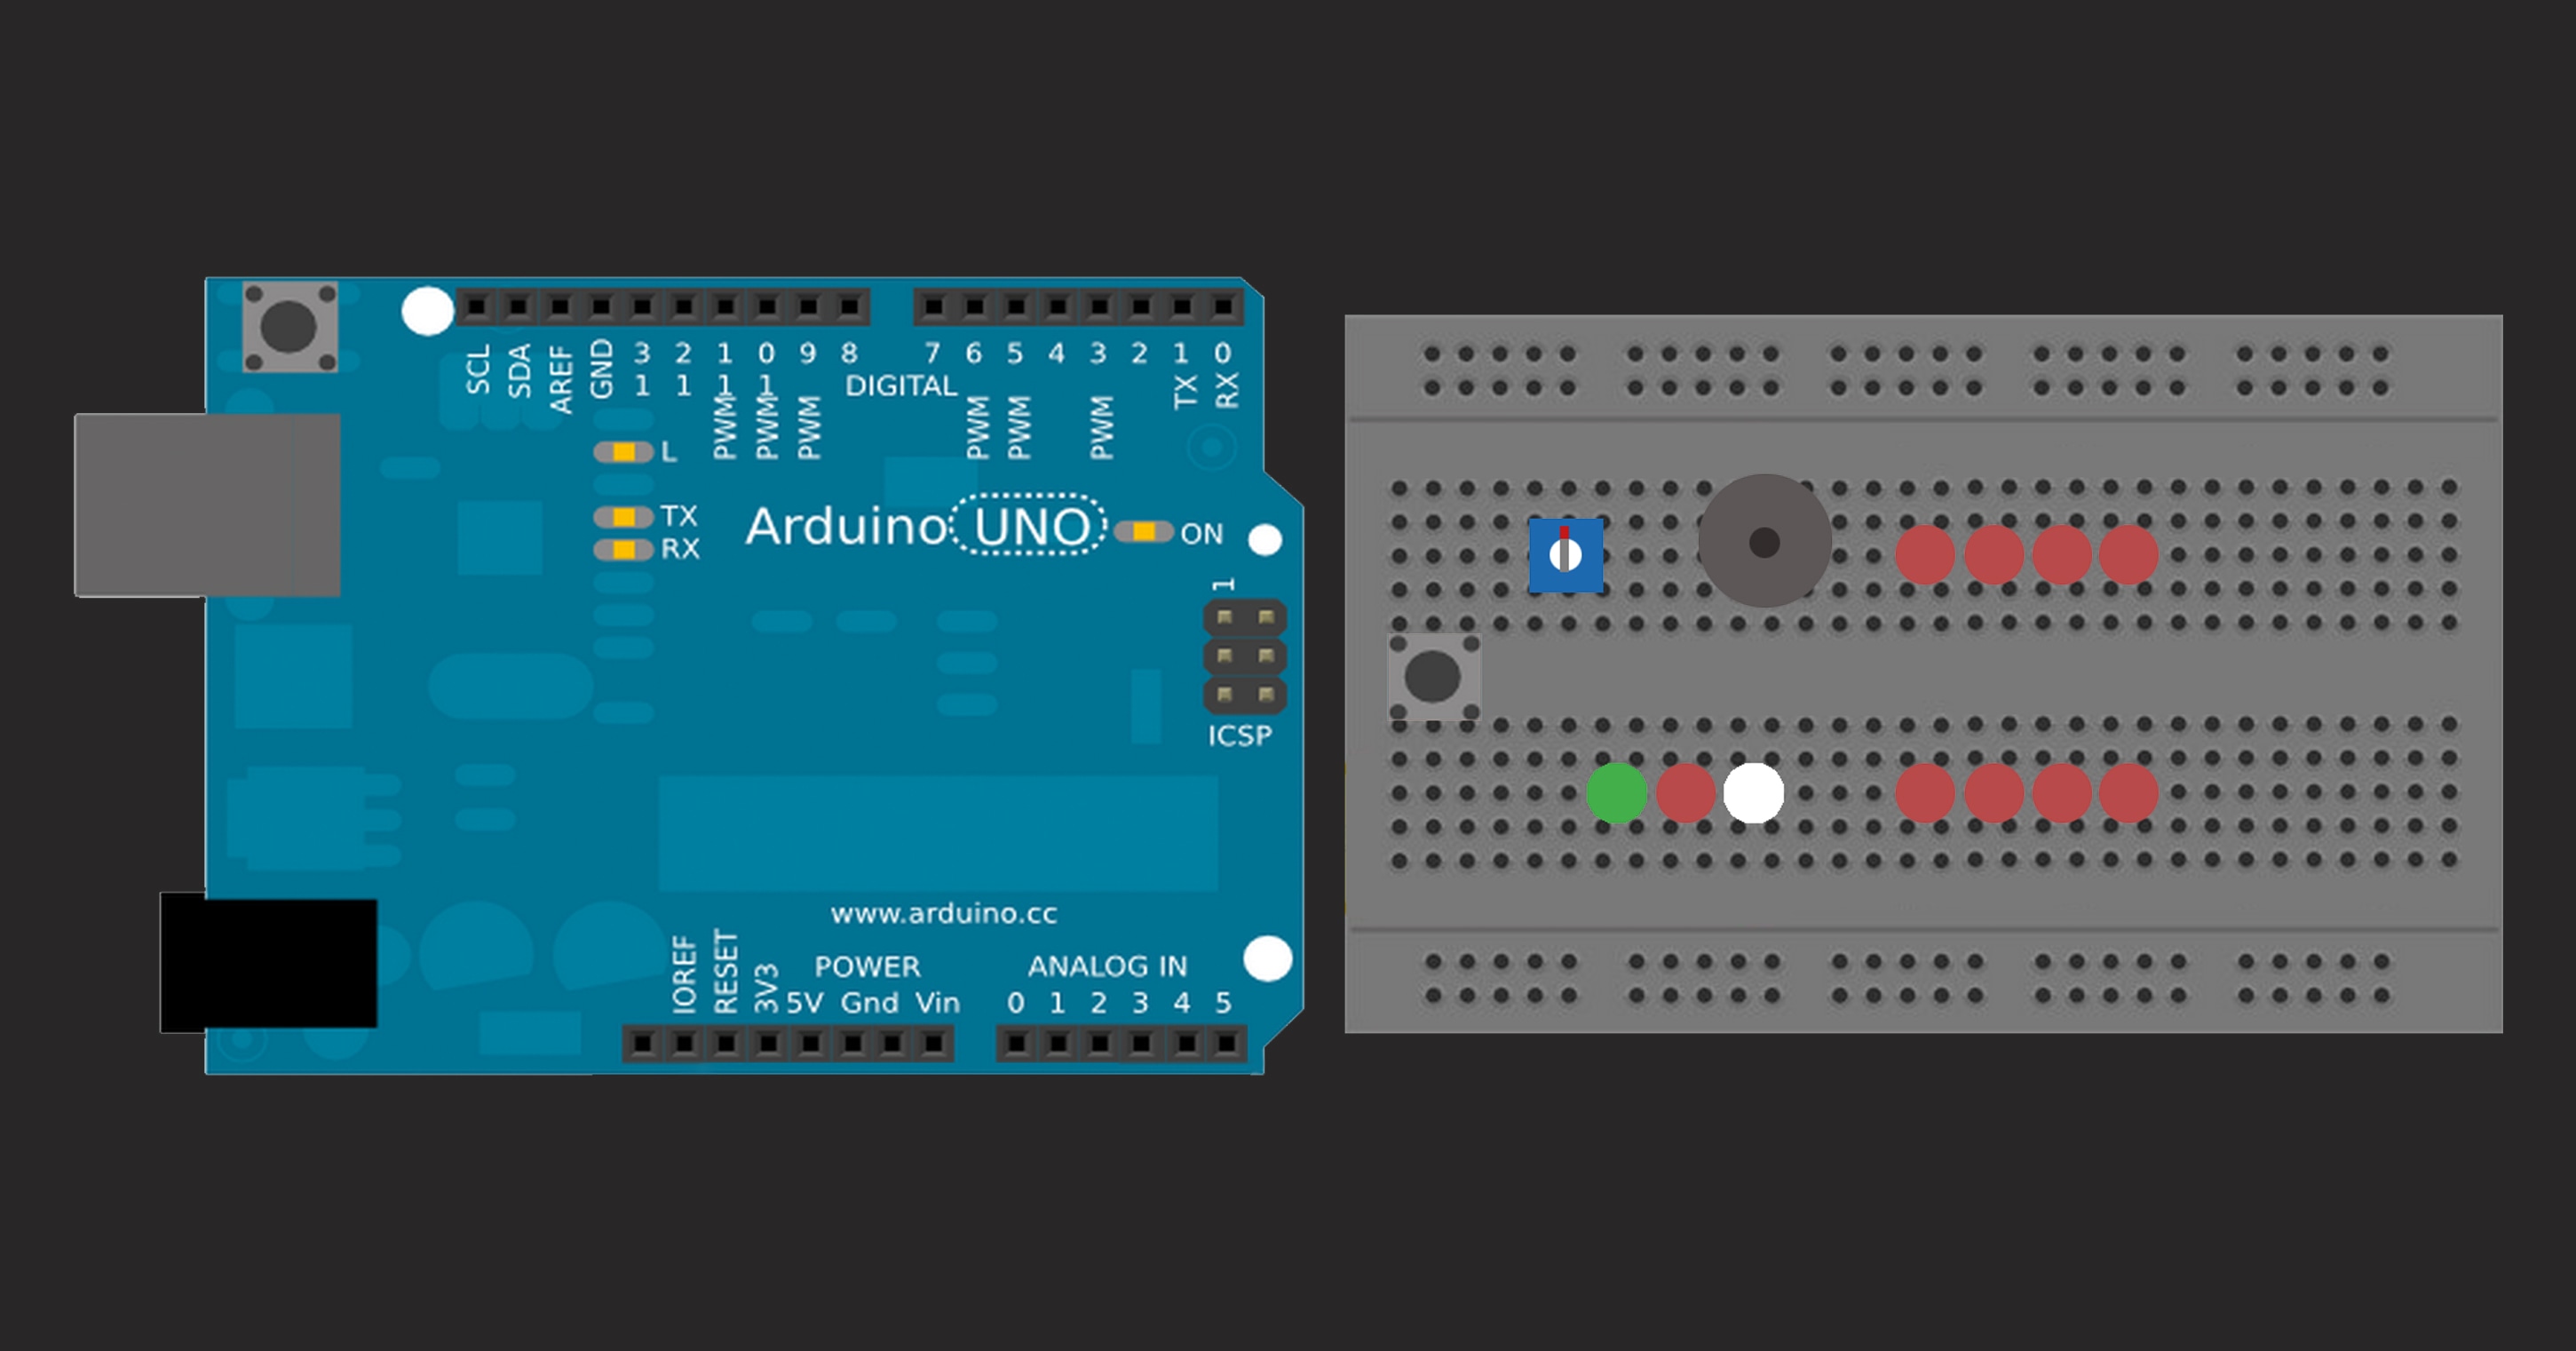 SCL SDA AREF GND 13 12 11 10 9 8 7 6 5 4 3 2 1 0
DIGITAL TX RX
PWM PWM PWM PWM PWM PWM
L
TX
RX
Arduino UNO ON
1
ICSP
www.arduino.cc
POWER ANALOG IN
IOREF RESET 3V3 5V Gnd Vin 0 1 2 3 4 5